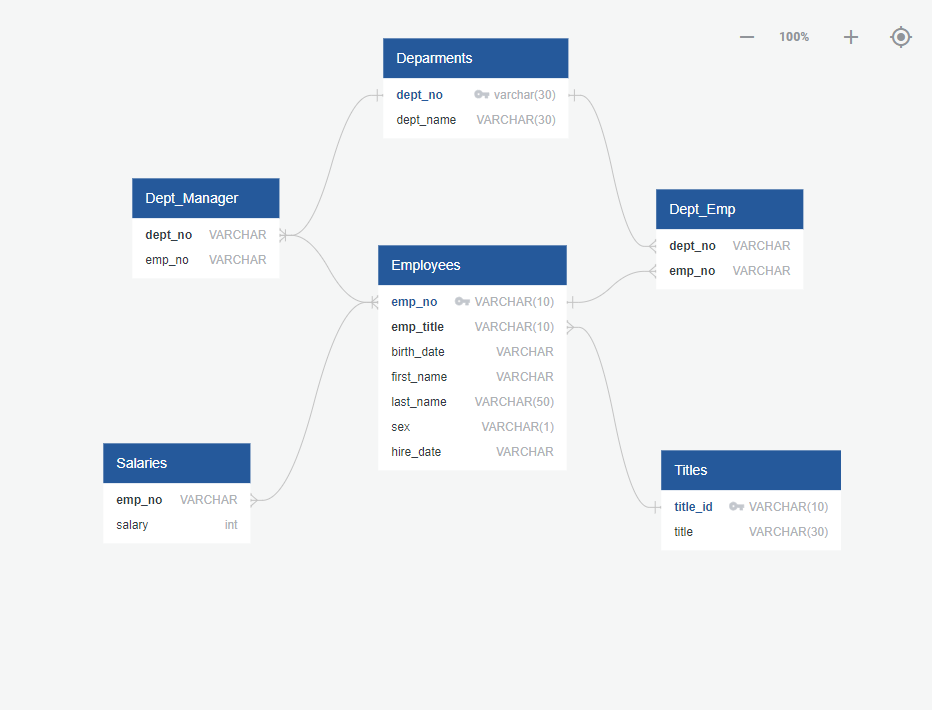 100%
Deparments
dept_no varchar(30)
dept_name VARCHAR(30)
Dept_Manager
dept_no VARCHAR
emp_no VARCHAR
Dept_Emp
dept_no VARCHAR
emp_no VARCHAR
Employees
emp_no VARCHAR(10)
emp_title VARCHAR(10)
birth_date VARCHAR
first_name VARCHAR
last_name VARCHAR(50)
sex VARCHAR(1)
hire_date VARCHAR
Salaries
emp_no VARCHAR
salary int
Titles
title_id VARCHAR(10)
title VARCHAR(30)